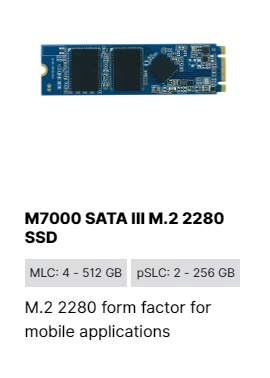 M7000 SATA III M.2 2280
SSD
MLC: 4 - 512 GB
pSLC: 2 - 256 GB
M.2 2280 form factor for
mobile applications